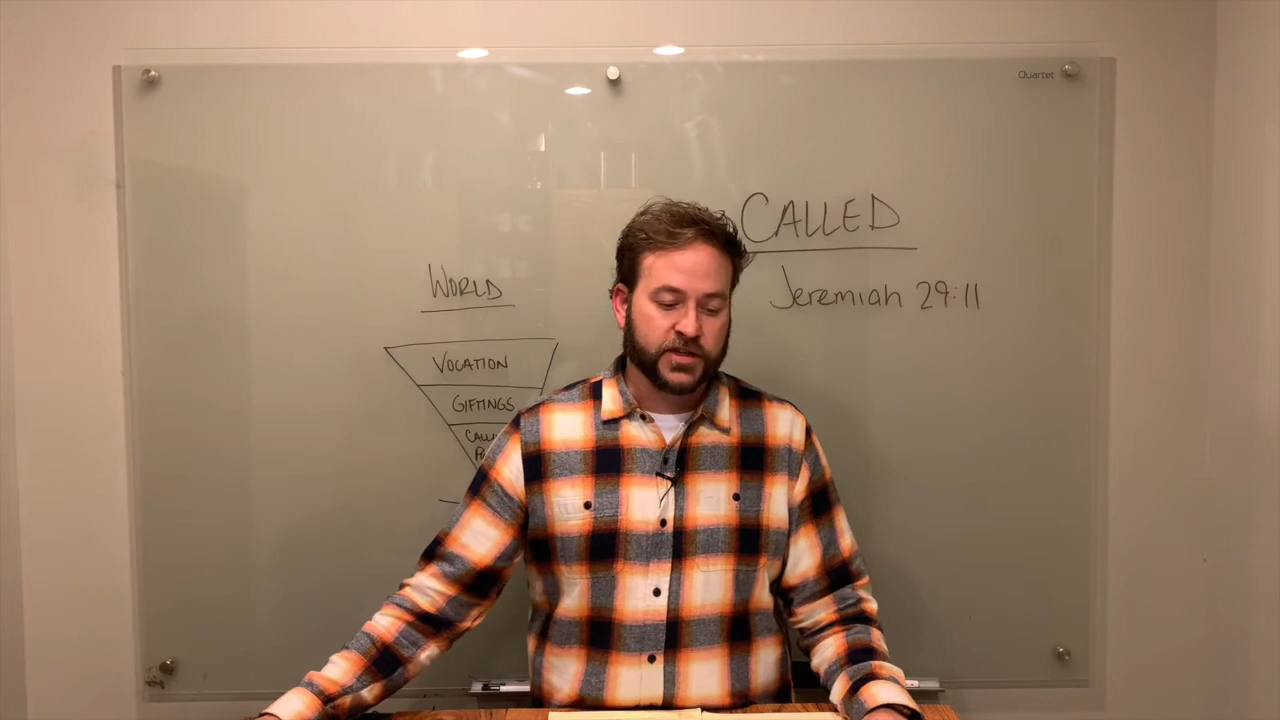 Quartet
CALLED
Jeremiah 29:11
WORLD
VOCATION
GIFTINGS